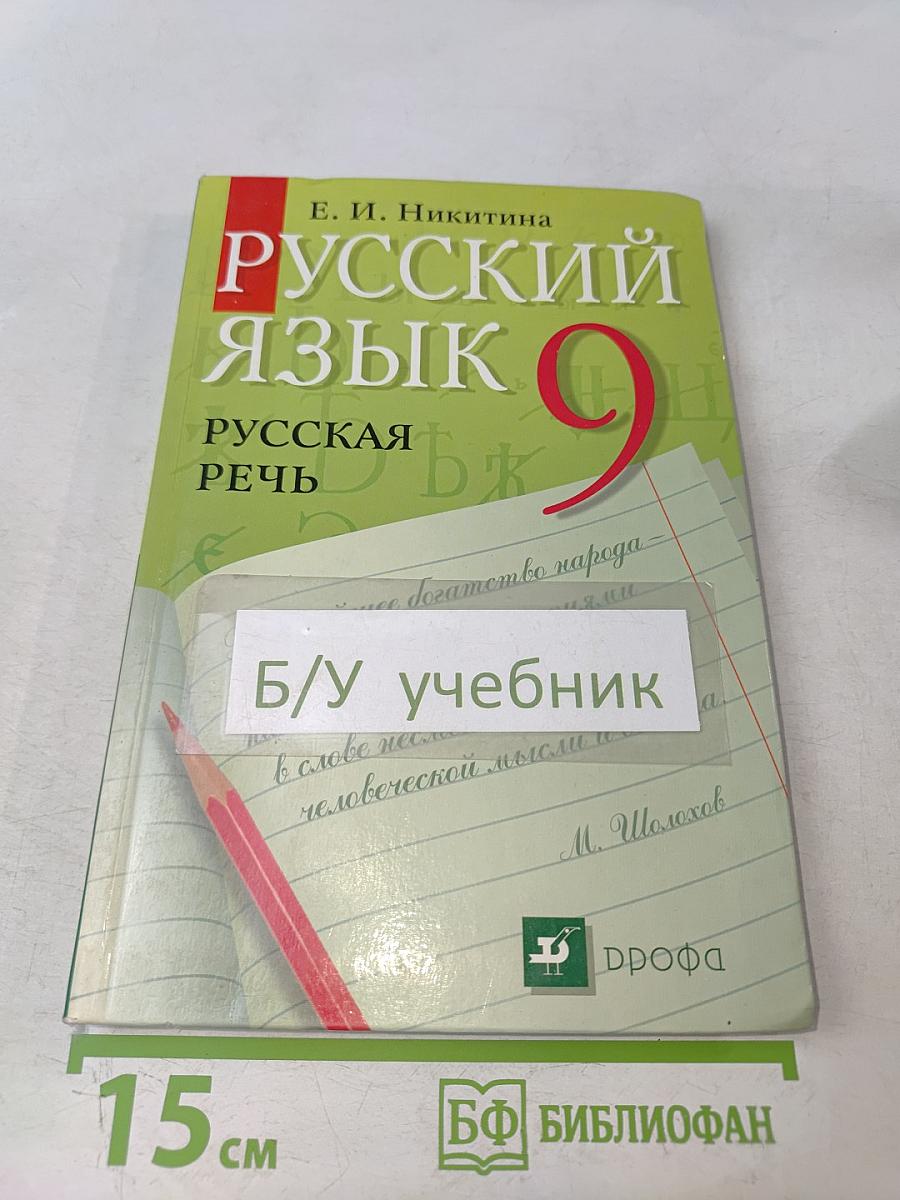 Е. И. Никитина
РУССКИЙ
ЯЗЫК 9
РУССКАЯ
РЕЧЬ
богатство народа –
Б/У учебник
в слове
человеческой мысли и
М. Шолохов
дрофа
15 см
БФ БИБЛИОФАН